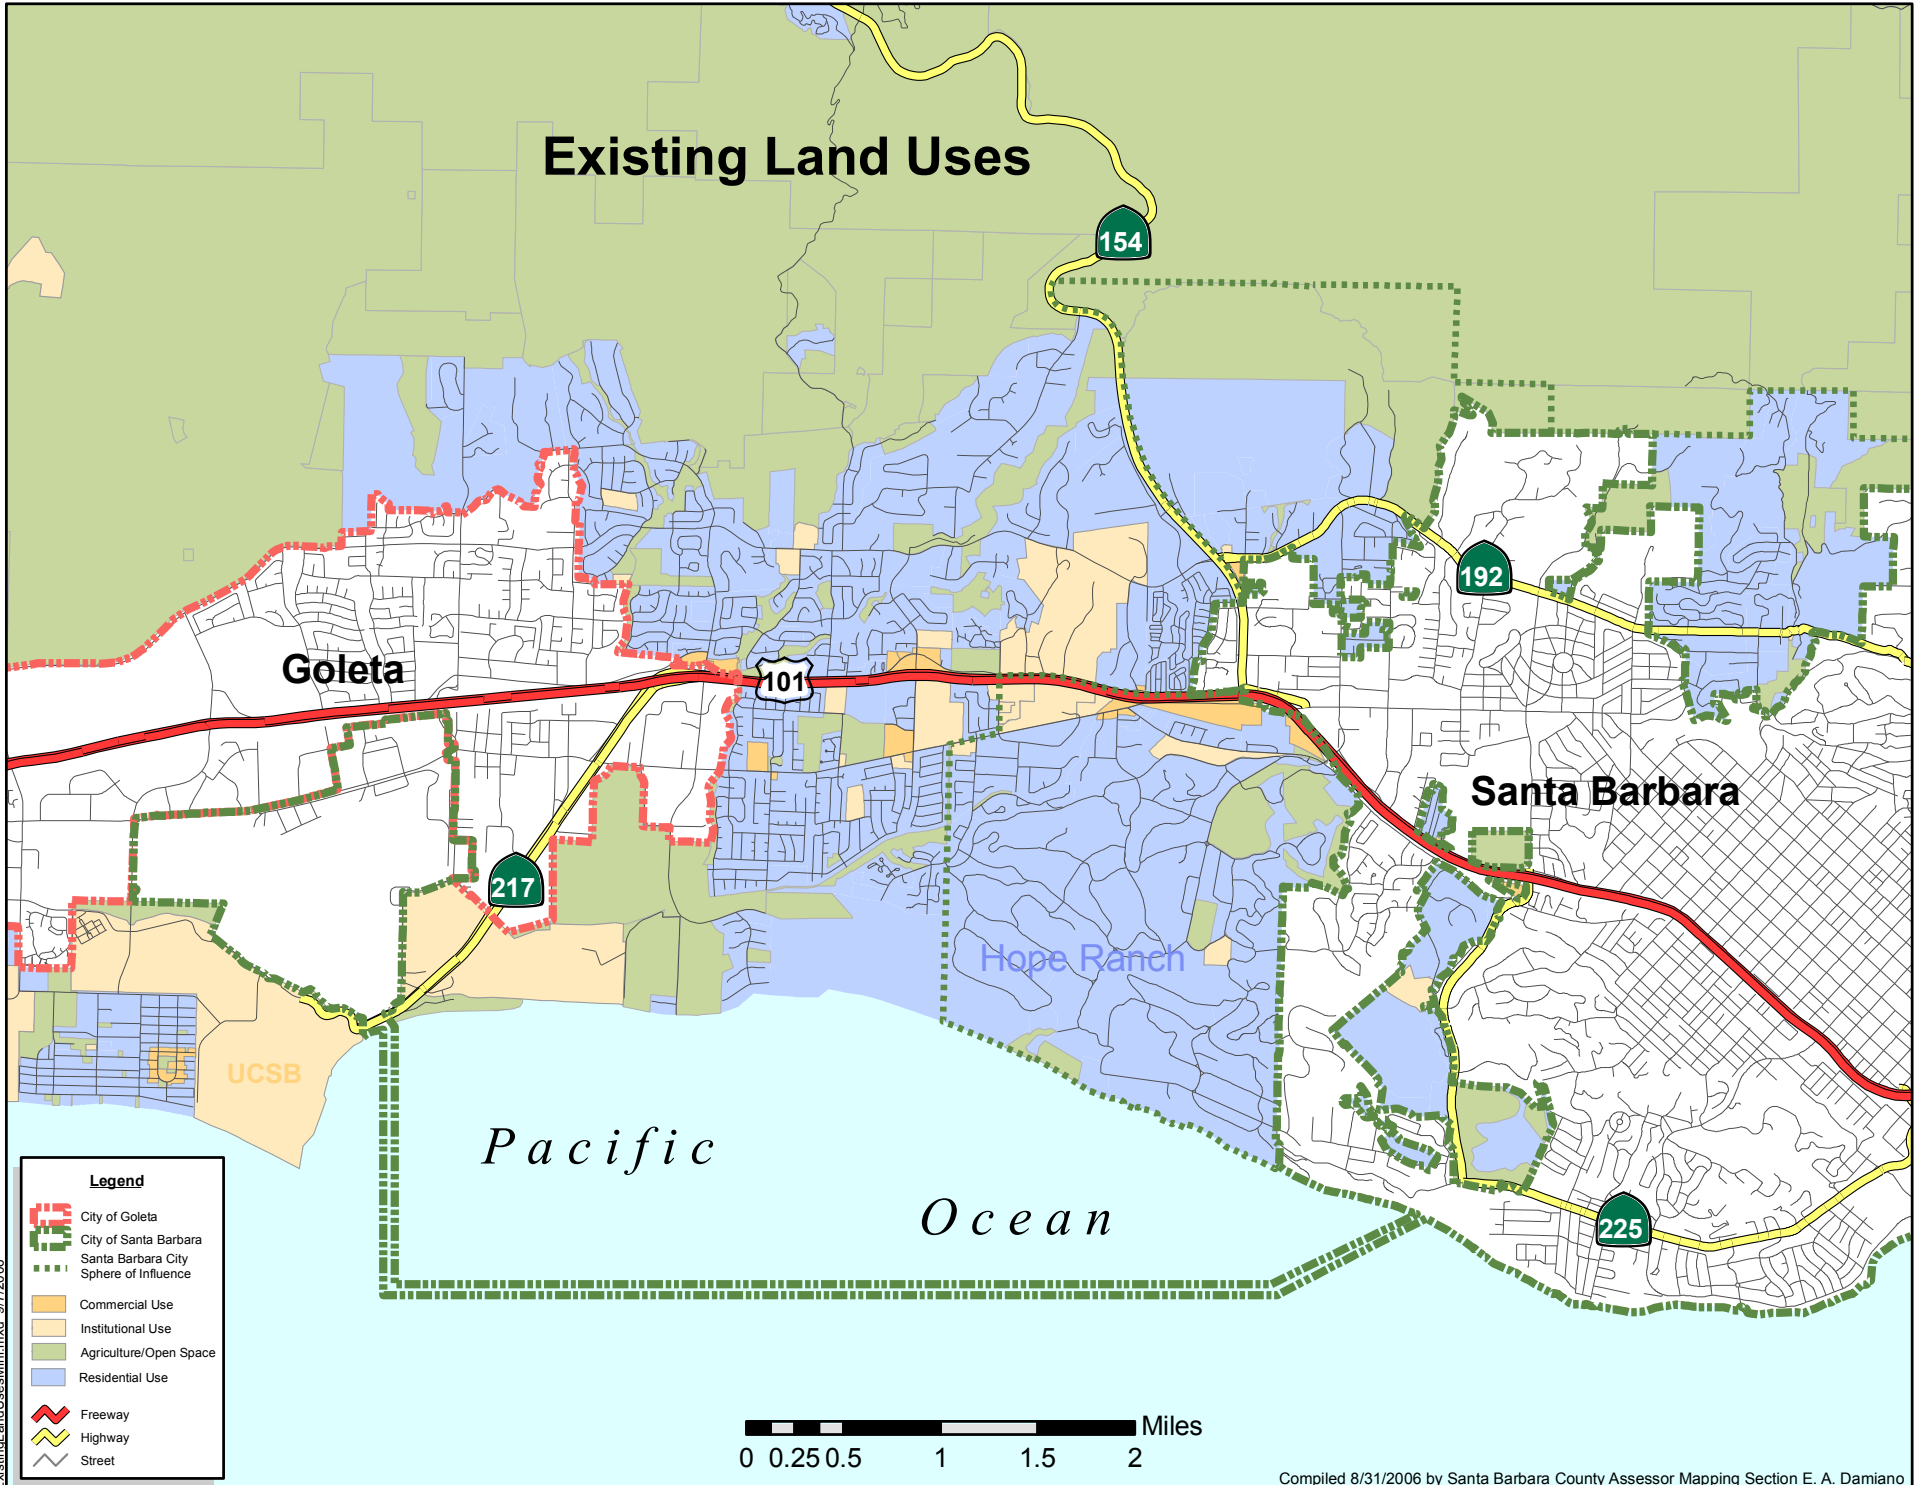 Existing Land Uses
154
192
Goleta
101
Santa Barbara
217
Hope Ranch
UCSB
Pacific
Ocean
225
Legend
City of Goleta
City of Santa Barbara
Santa Barbara City
Sphere of Influence
Commercial Use
Institutional Use
Agriculture/Open Space
Residential Use
Freeway
Highway
Street
Miles
0 0.25 0.5 1 1.5 2
Compiled 8/31/2006 by Santa Barbara County Assessor Mapping Section E. A. Damiano